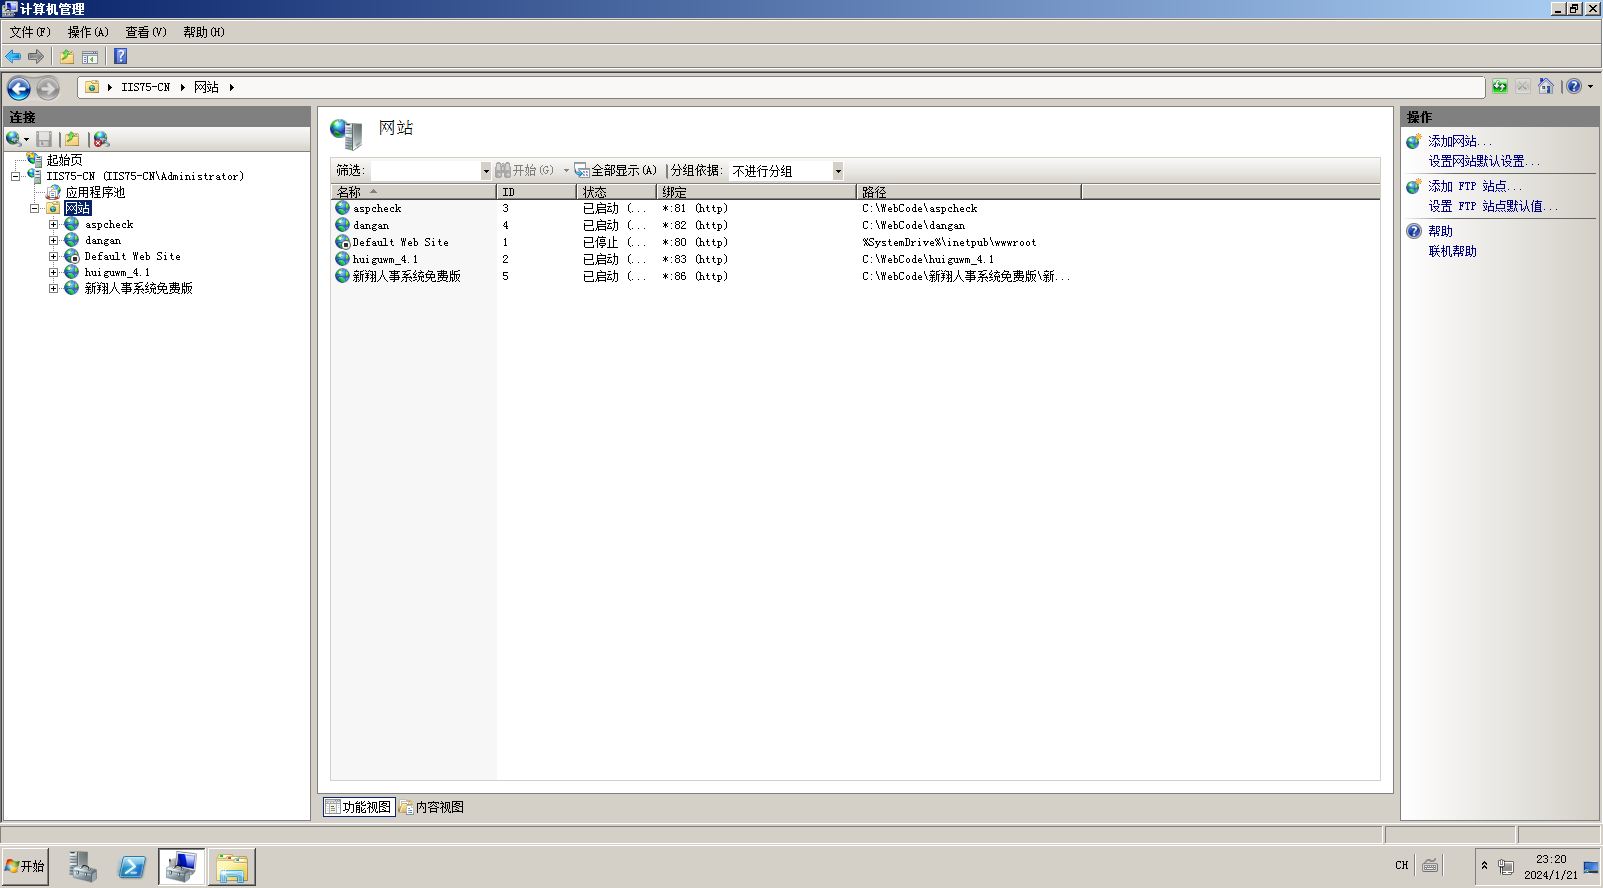 计算机管理
文件(F) 操作(A) 查看(V) 帮助(H)
IIS75-CN 网站
连接
起始页
IIS75-CN (IIS75-CN\Administrator)
应用程序池
网站
aspcheck
dangan
Default Web Site
huiguwm_4.1
新翔人事系统免费版
网站
筛选: 开始(G) 全部显示(A) 分组依据: 不进行分组
名称 ID 状态 绑定 路径
aspcheck 3 已启动 (... *:81 (http) C:\WebCode\aspcheck
dangan 4 已启动 (... *:82 (http) C:\WebCode\dangan
Default Web Site 1 已停止 (... *:80 (http) %SystemDrive%\inetpub\wwwroot
huiguwm_4.1 2 已启动 (... *:83 (http) C:\WebCode\huiguwm_4.1
新翔人事系统免费版 5 已启动 (... *:86 (http) C:\WebCode\新翔人事系统免费版\新...
功能视图 内容视图
操作
添加网站...
设置网站默认设置...
添加 FTP 站点...
设置 FTP 站点默认值...
帮助
联机帮助
开始
CH
23:20
2024/1/21